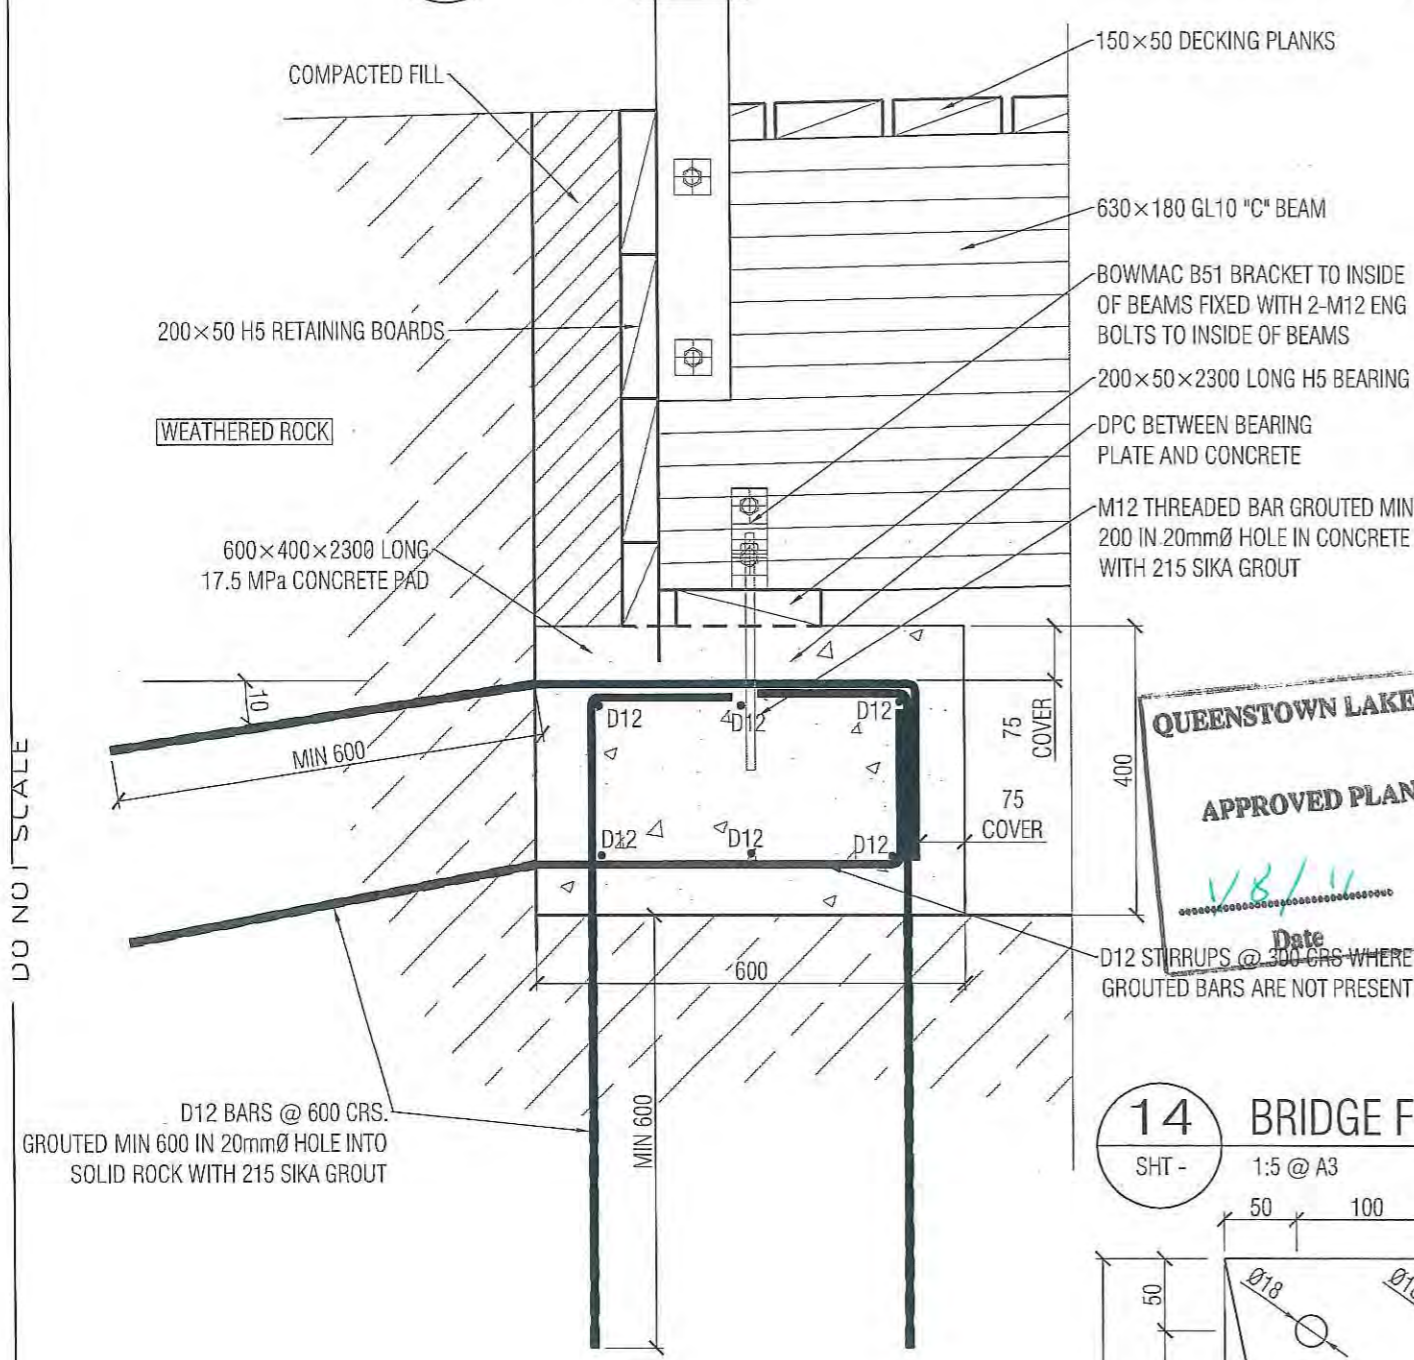 COMPACTED FILL
150×50 DECKING PLANKS
630×180 GL10 "C" BEAM
BOWMAC B51 BRACKET TO INSIDE
OF BEAMS FIXED WITH 2-M12 ENG
BOLTS TO INSIDE OF BEAMS
200×50 H5 RETAINING BOARDS
200×50×2300 LONG H5 BEARING
WEATHERED ROCK
DPC BETWEEN BEARING
PLATE AND CONCRETE
M12 THREADED BAR GROUTED MIN
200 IN 20mmØ HOLE IN CONCRETE
WITH 215 SIKA GROUT
600×400×2300 LONG
17.5 MPa CONCRETE PAD
10
MIN 600
D12
D12
D12
D12
D12
D12
75
COVER
75
COVER
400
600
MIN 600
QUEENSTOWN LAKE
APPROVED PLAN
Date
D12 STIRRUPS @ 300 CRS WHERE
GROUTED BARS ARE NOT PRESENT
D12 BARS @ 600 CRS.
GROUTED MIN 600 IN 20mmØ HOLE INTO
SOLID ROCK WITH 215 SIKA GROUT
DO NOT SCALE
14
SHT -
BRIDGE F
1:5 @ A3
50
100
50
Ø18